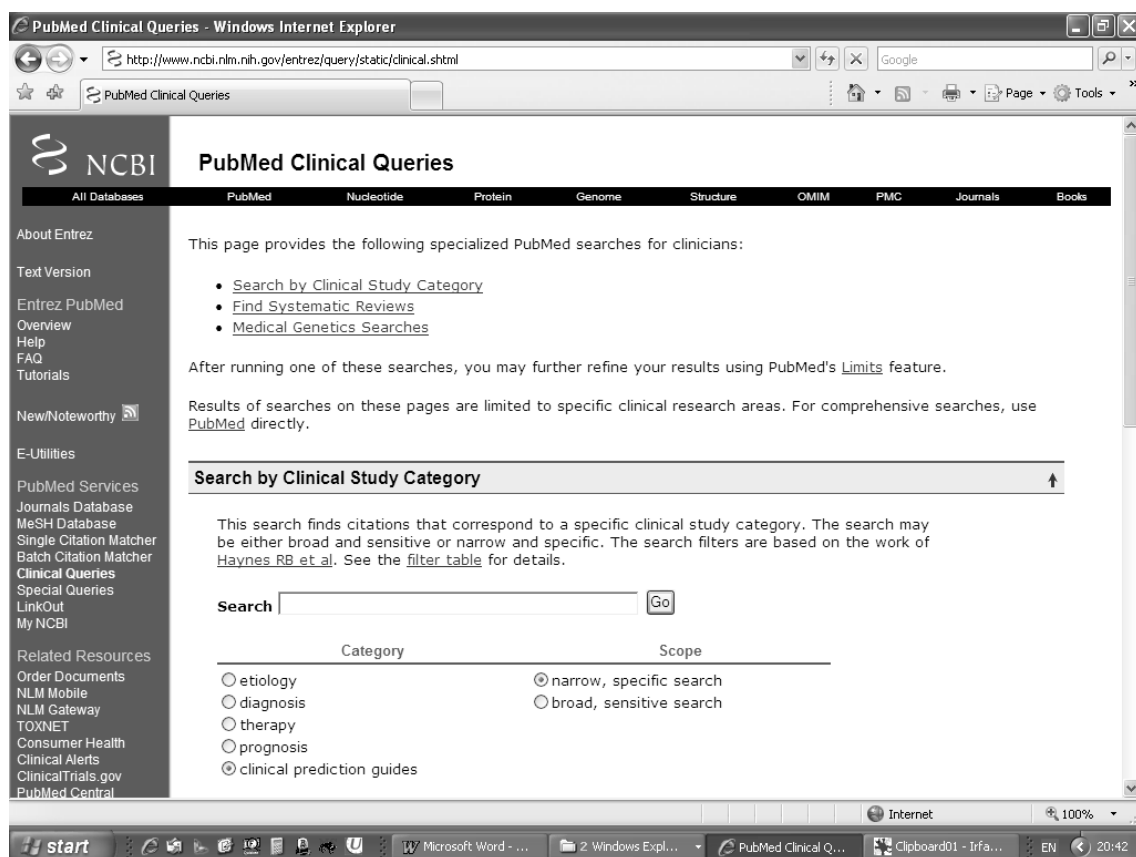 PubMed Clinical Queries - Windows Internet Explorer
http://www.ncbi.nlm.nih.gov/entrez/query/static/clinical.shtml
Google
PubMed Clinical Queries
Page
Tools
»
NCBI
PubMed Clinical Queries
All Databases PubMed Nucleotide Protein Genome Structure OMIM PMC Journals Books
About Entrez
Text Version
Entrez PubMed
Overview
Help
FAQ
Tutorials
New/Noteworthy
E-Utilities
PubMed Services
Journals Database
MeSH Database
Single Citation Matcher
Batch Citation Matcher
Clinical Queries
Special Queries
LinkOut
My NCBI
Related Resources
Order Documents
NLM Mobile
NLM Gateway
TOXNET
Consumer Health
Clinical Alerts
ClinicalTrials.gov
PubMed Central
This page provides the following specialized PubMed searches for clinicians:
• Search by Clinical Study Category
• Find Systematic Reviews
• Medical Genetics Searches
After running one of these searches, you may further refine your results using PubMed's Limits feature.
Results of searches on these pages are limited to specific clinical research areas. For comprehensive searches, use
PubMed directly.
Search by Clinical Study Category
This search finds citations that correspond to a specific clinical study category. The search may
be either broad and sensitive or narrow and specific. The search filters are based on the work of
Haynes RB et al. See the filter table for details.
Search Go
Category Scope
etiology narrow, specific search
diagnosis broad, sensitive search
therapy
prognosis
clinical prediction guides
Internet 100%
start Microsoft Word - ... 2 Windows Expl... PubMed Clinical Q... Clipboard01 - Irfa... EN 20:42